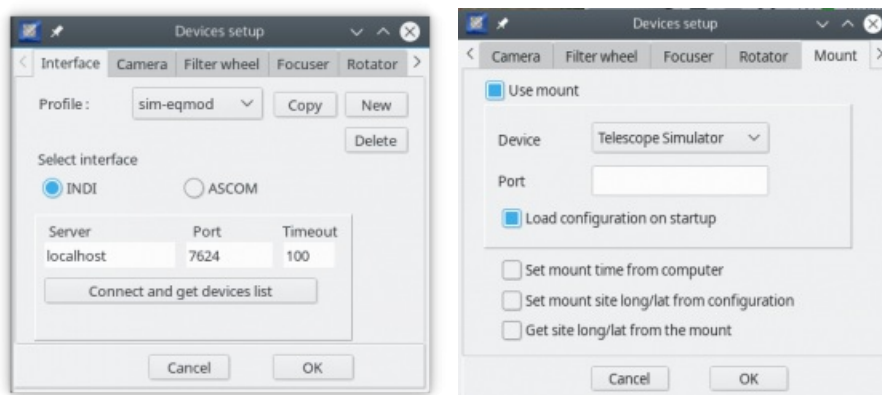 Devices setup
Interface Camera Filter wheel Focuser Rotator
Profile : sim-eqmod Copy New
Delete
Select interface
INDI ASCOM
Server Port Timeout
localhost 7624 100
Connect and get devices list
Cancel OK
Devices setup
Camera Filter wheel Focuser Rotator Mount
Use mount
Device Telescope Simulator
Port
Load configuration on startup
Set mount time from computer
Set mount site long/lat from configuration
Get site long/lat from the mount
Cancel OK